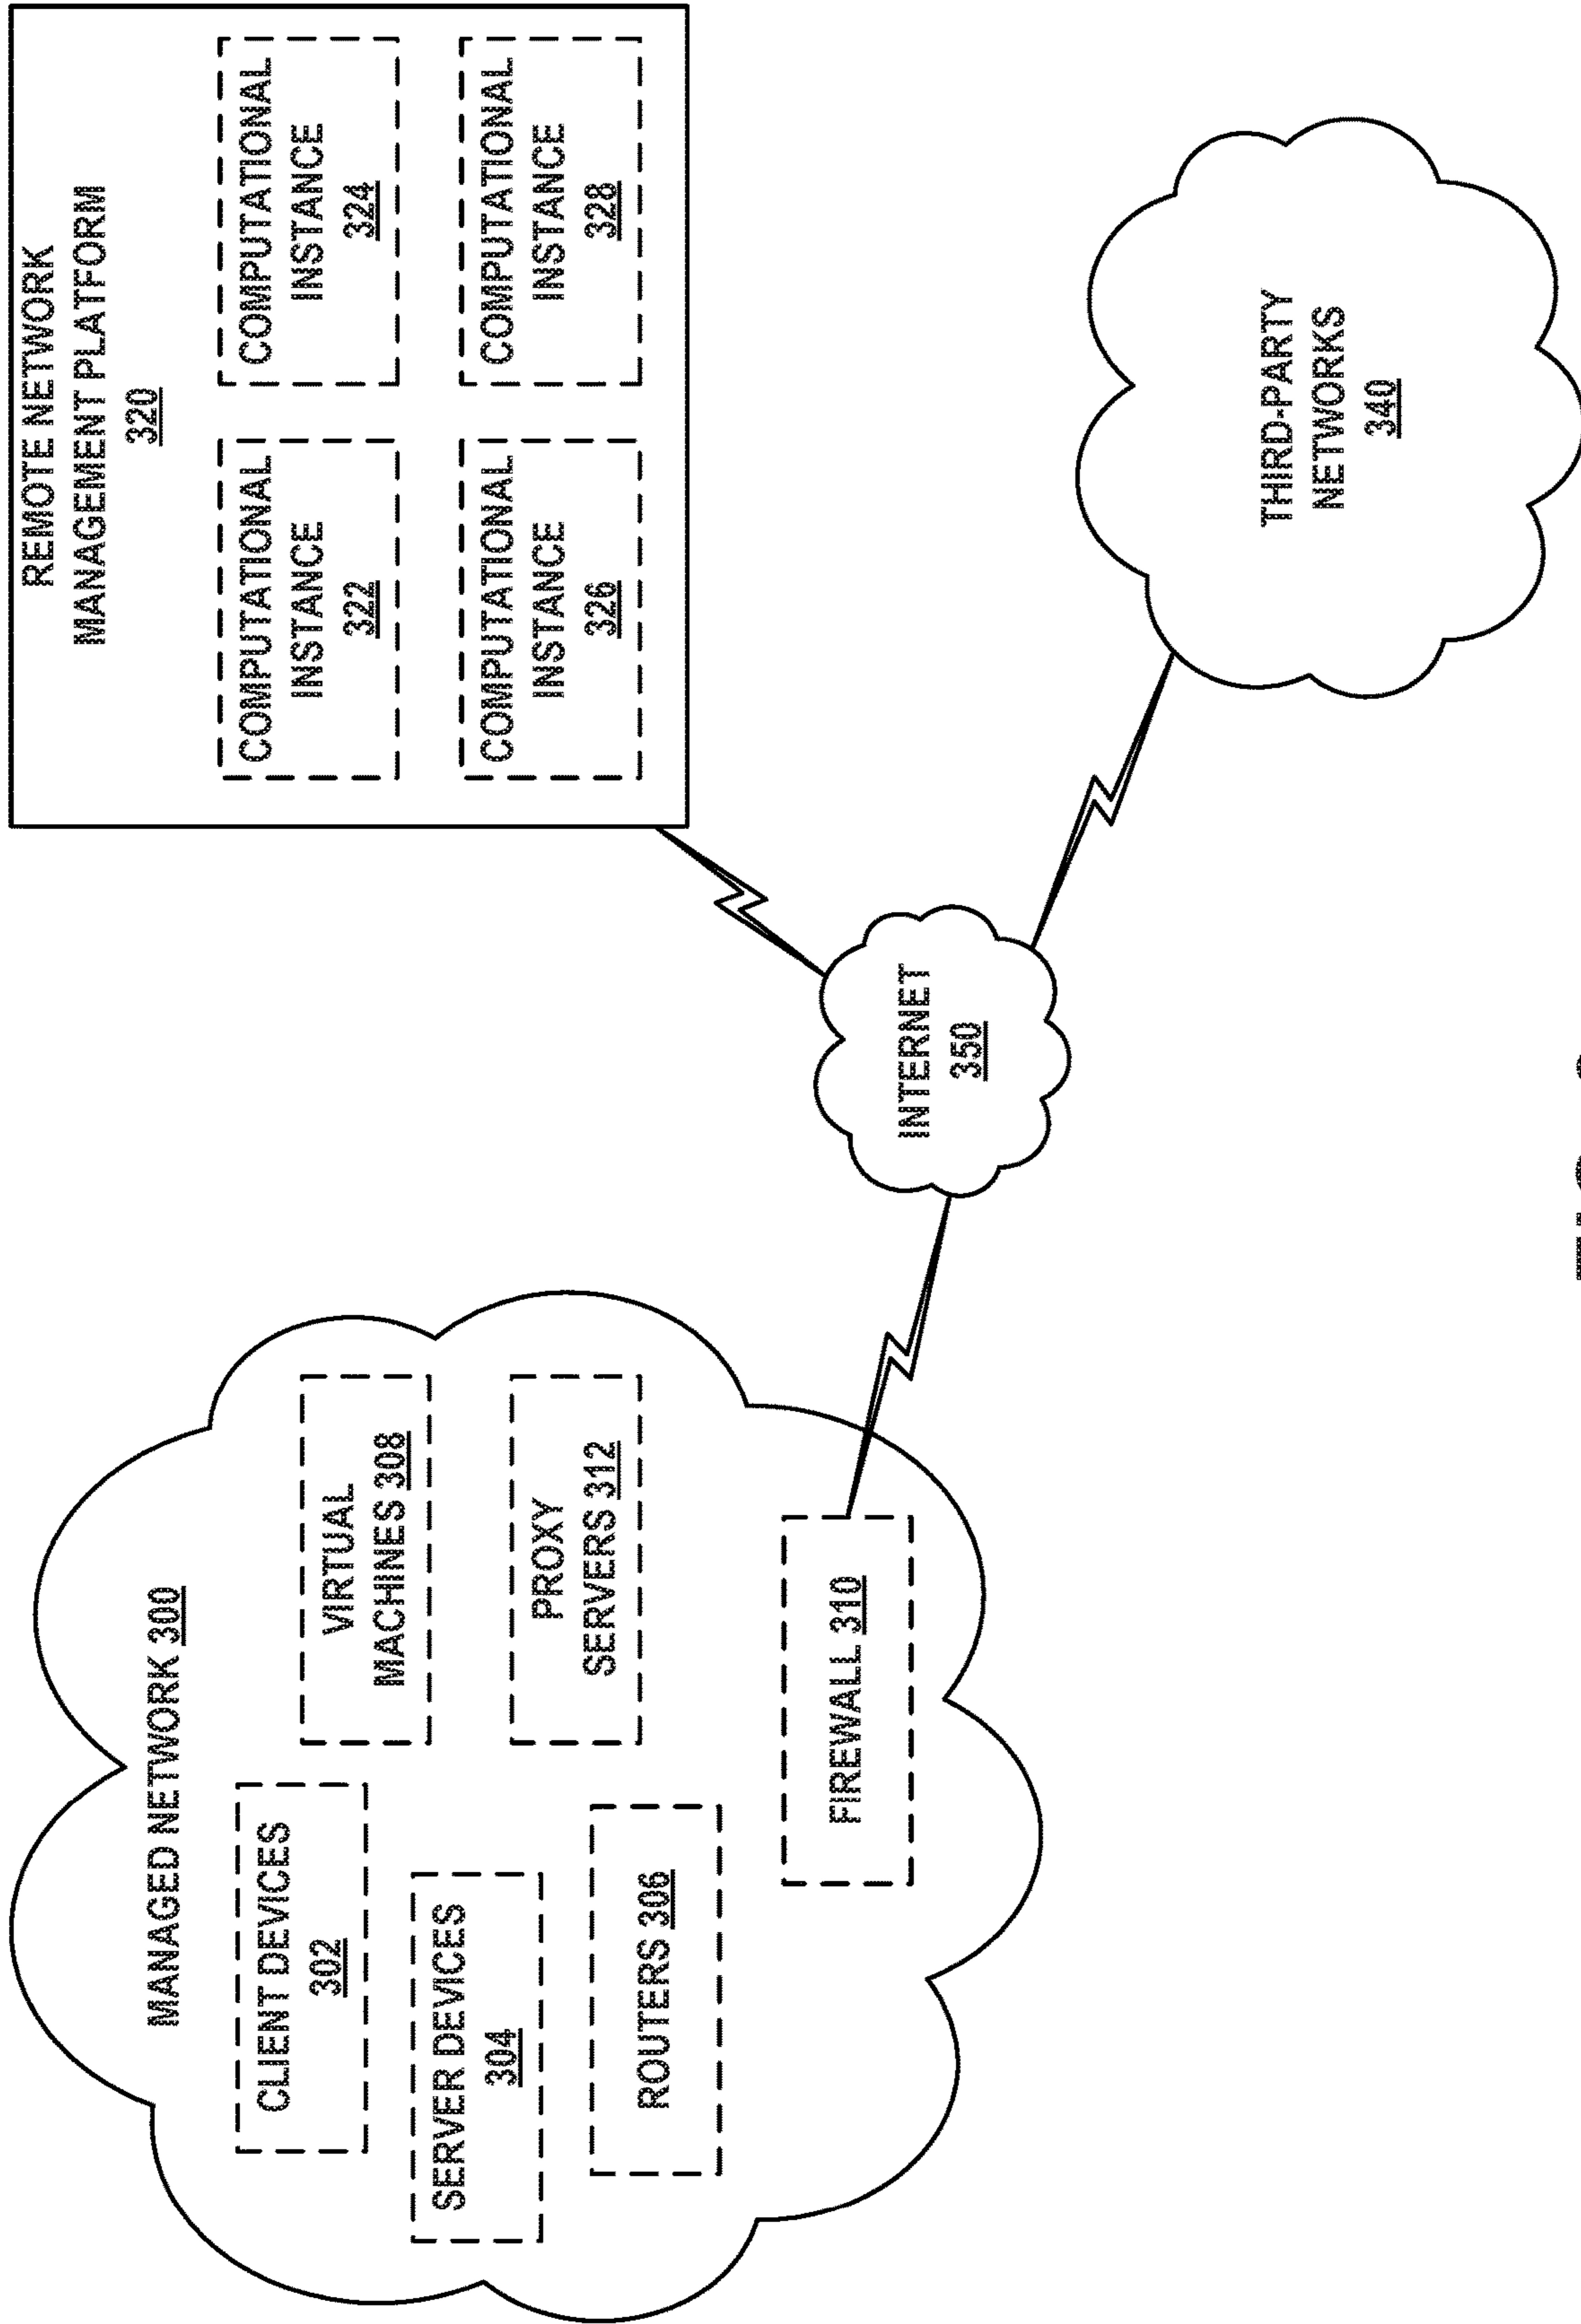 MANAGED NETWORK 300
CLIENT DEVICES
302
VIRTUAL
MACHINES 308
SERVER DEVICES
304
PROXY
SERVERS 312
ROUTERS 306
FIREWALL 310
INTERNET
350
REMOTE NETWORK
MANAGEMENT PLATFORM
320
COMPUTATIONAL
INSTANCE
322
COMPUTATIONAL
INSTANCE
324
COMPUTATIONAL
INSTANCE
326
COMPUTATIONAL
INSTANCE
328
THIRD-PARTY
NETWORKS
340